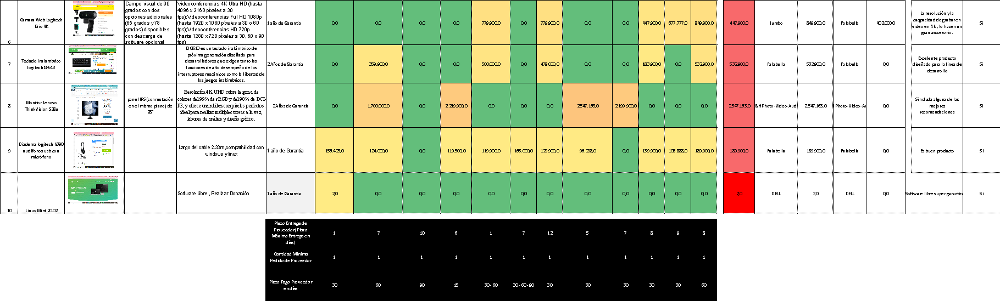 6
Camara Web Logitech
Brio 4K
Campo visual de 90
grados con dos
opciones adicionales
(65 grados y 78
grados) disponibles
con descarga de
software opcional
Videoconferencias 4K Ultra HD (hasta
4096 x 2160 píxeles a 30
fps);Videoconferencias Full HD 1080p
(hasta 1920 x 1080 píxeles a 30 o 60
fps);Videoconferencias HD 720p
(hasta 1280 x 720 píxeles a 30, 60 o 90
fps)
1 año de Garantia
0,0 0,0 0,0 0,0 779.900,0 0,0 779.900,0 0,0 0,0 447.900,0 677.777,0 849.900,0
447.900,0 Jumbo 849.900,0 Falabella 402.000,0
La resolución y la
caqpacidad de grabar en
video en 4 k , lo hacen un
gran asccesorio.
Si
7
Teclado inalambrico
logitech G-613
El G613 es un teclado inalámbrico de
próxima generación diseñado para
desarrolladores que exigen tanto las
funciones de alto desempeño de los
interruptores mecánicos como la libertad de
los juegos inalámbricos.
2 Años de Garantia
0,0 359.900,0 0,0 0,0 500.000,0 0,0 478.000,0 0,0 0,0 183.900,0 0,0 532.900,0
532.900,0 Falabella 532.900,0 Falabella 0,0
Excelente producto
diseñado para la linea de
desarrollo
Si
8
Monitor Lenovo
ThinkVision S28u
panel IPS (conmutación
en el mismo plano) de
28"
Resolución 4K UHD cubre la gama de
colores del 99% de sRGB y del 90% de DCI-
P3, y ofrece una nitidez con píxeles perfectos:
ideal para realizar múltiples tareas a la vez,
labores de análisis y diseño gráfico.
2 Años de Garantia
0,0 1.700.000,0 0,0 2.219.900,0 0,0 0,0 0,0 2.547.163,0 2.199.900,0 0,0 0,0 0,0
2.547.163,0 &H Photo- Video-Aud 2.547.163,0 H Photo- Video-Au 0,0
Sin duda alguna de las
mejores
recomendaciones
Si
9
Diadema logitech h390
audifonos usb con
micrófono
Largo del cable 2.33m,compativilidad con
windows y linux
1 año de Garantia
156.425,0 124.000,0 0,0 119.500,0 119.900,0 165.000,0 129.900,0 96.298,0 0,0 139.900,0 108.888,0 189.900,0
189.900,0 Falabella 189.900,0 Falabella 0,0
Es buen producto
Si
10
Linux Mint 20.02
Software Libre , Realizar Donación
1 año de Garantia
2,0 0,0 0,0 0,0 0,0 0,0 0,0 0,0 0,0 0,0 0,0 0,0
2,0 DELL 2,0 DELL 0,0
Software libre super garantiza
Si
Plazo Entrega de
Proveedor( Plazo
Máximo Entrega en
días)
1 7 10 6 1 7 12 5 7 8 9 8
Cantidad Mínima
Pedido de Proveedor
1 1 1 1 1 1 1 1 1 1 1 1
Plazo Pago Proveedor
en días
30 60 90 15 30- 60 30- 60-90 30 30 30 30 30 60